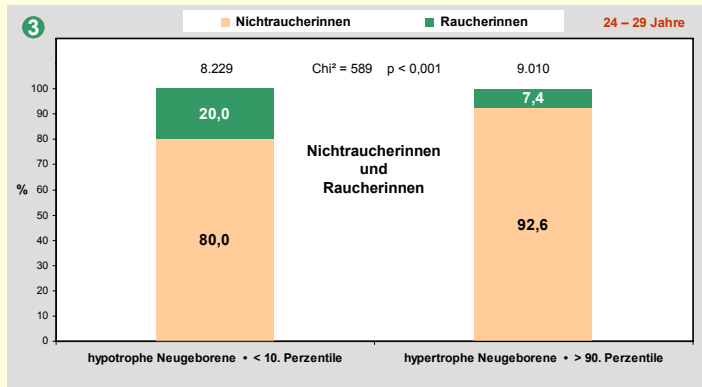 3
Nichtraucherinnen Raucherinnen
24 – 29 Jahre
8.229 Chi² = 589 p < 0,001 9.010
100
90
80
70
60
50
40
30
20
10
0
%
20,0
80,0
Nichtraucherinnen
und
Raucherinnen
7,4
92,6
hypotrophe Neugeborene • < 10. Perzentile
hypertrophe Neugeborene • > 90. Perzentile